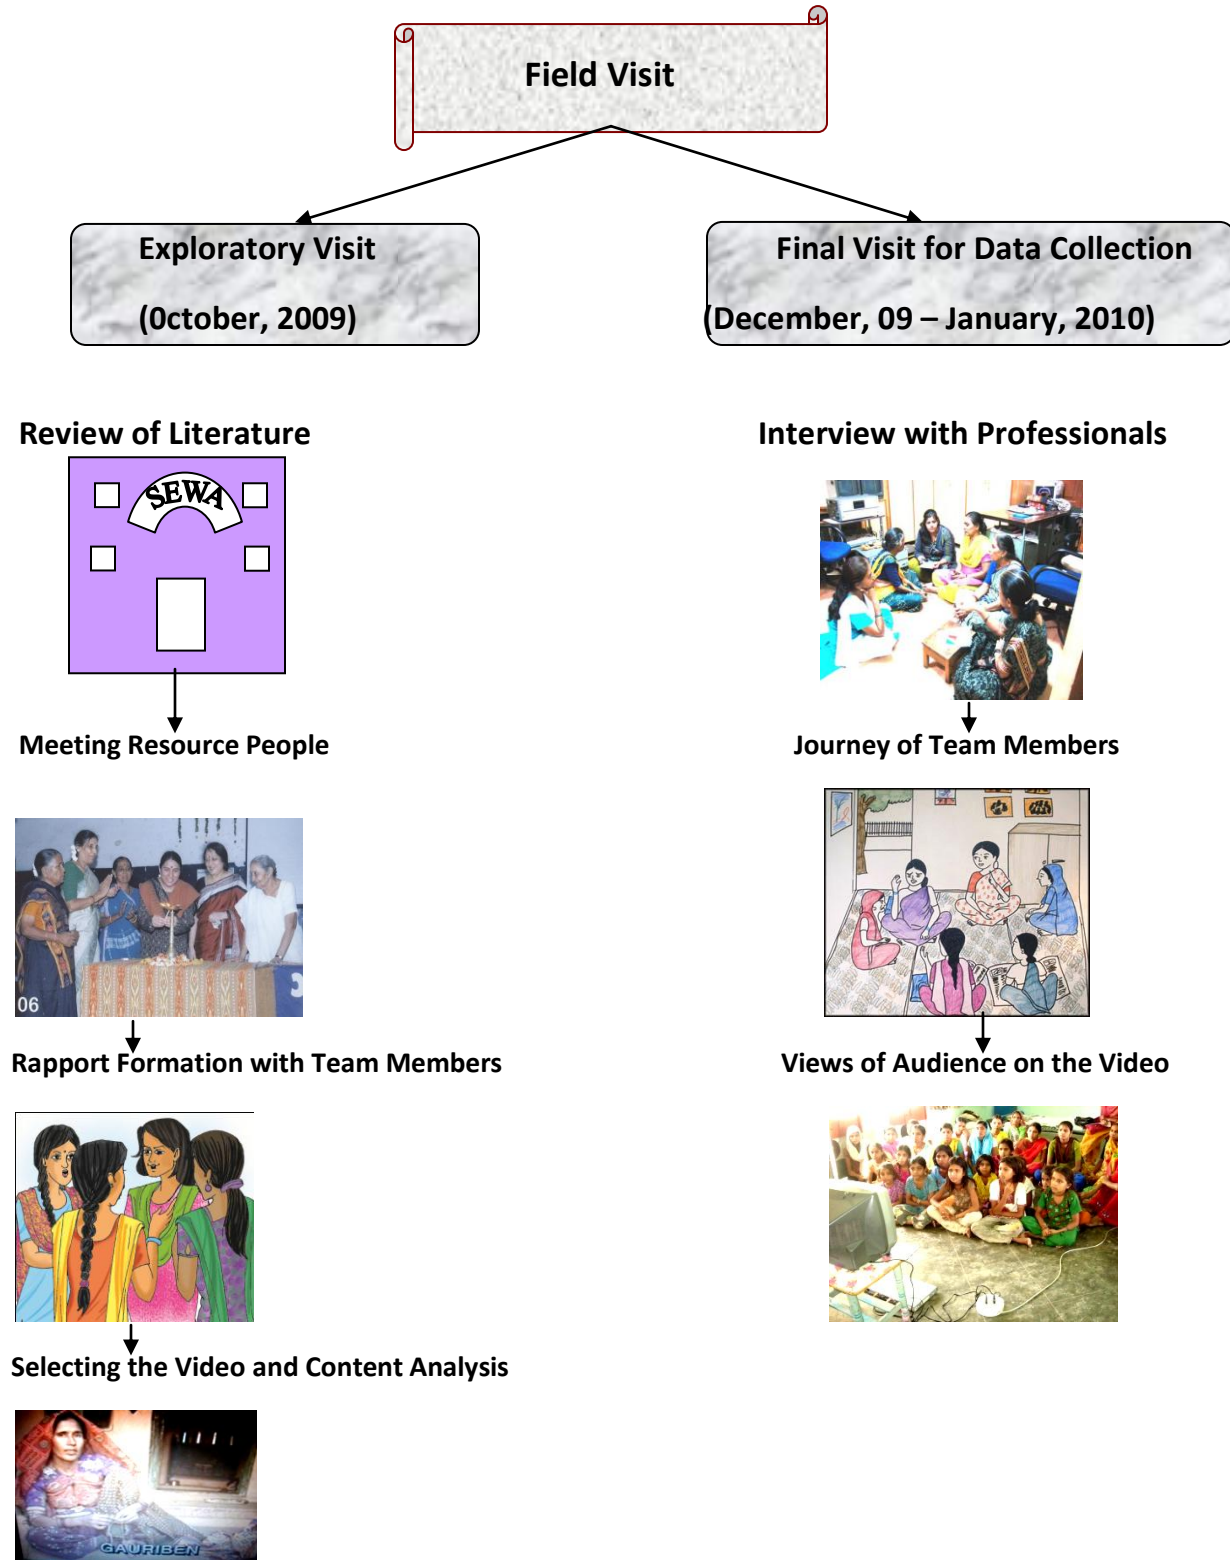 Field Visit
Exploratory Visit
(0ctober, 2009)
Final Visit for Data Collection
(December, 09 – January, 2010)
Review of Literature
SEWA
Meeting Resource People
06
Rapport Formation with Team Members
Selecting the Video and Content Analysis
GAURIBEN
Interview with Professionals
Journey of Team Members
Views of Audience on the Video